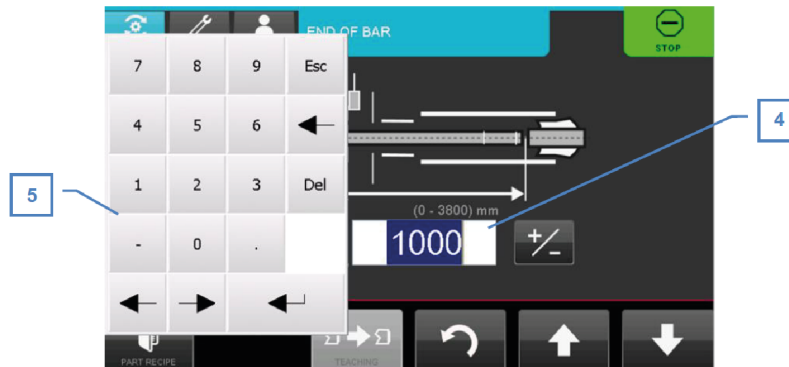 END OF BAR
STOP
7 8 9 Esc
4 5 6
1 2 3 Del
- 0 .
(0 - 3800) mm
1000
+/-
PART RECIPE
TEACHING
4
5